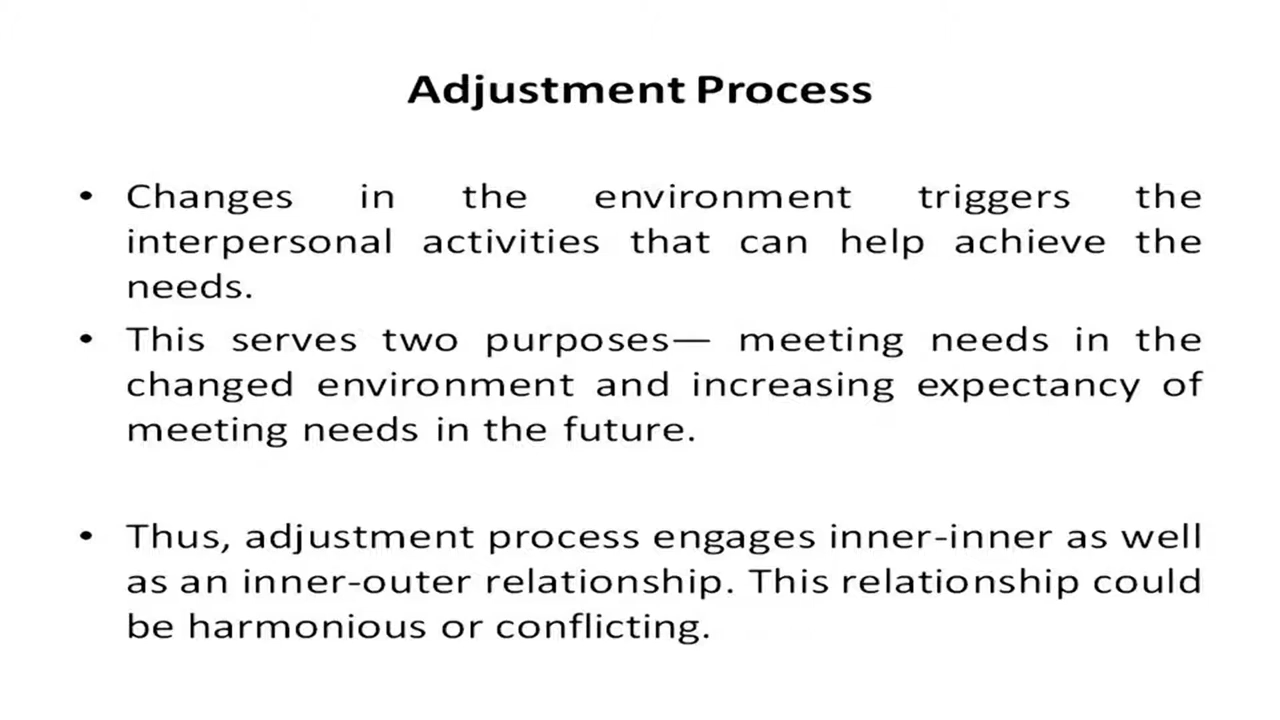 Adjustment Process
• Changes in the environment triggers the
interpersonal activities that can help achieve the
needs.
• This serves two purposes— meeting needs in the
changed environment and increasing expectancy of
meeting needs in the future.
• Thus, adjustment process engages inner-inner as well
as an inner-outer relationship. This relationship could
be harmonious or conflicting.